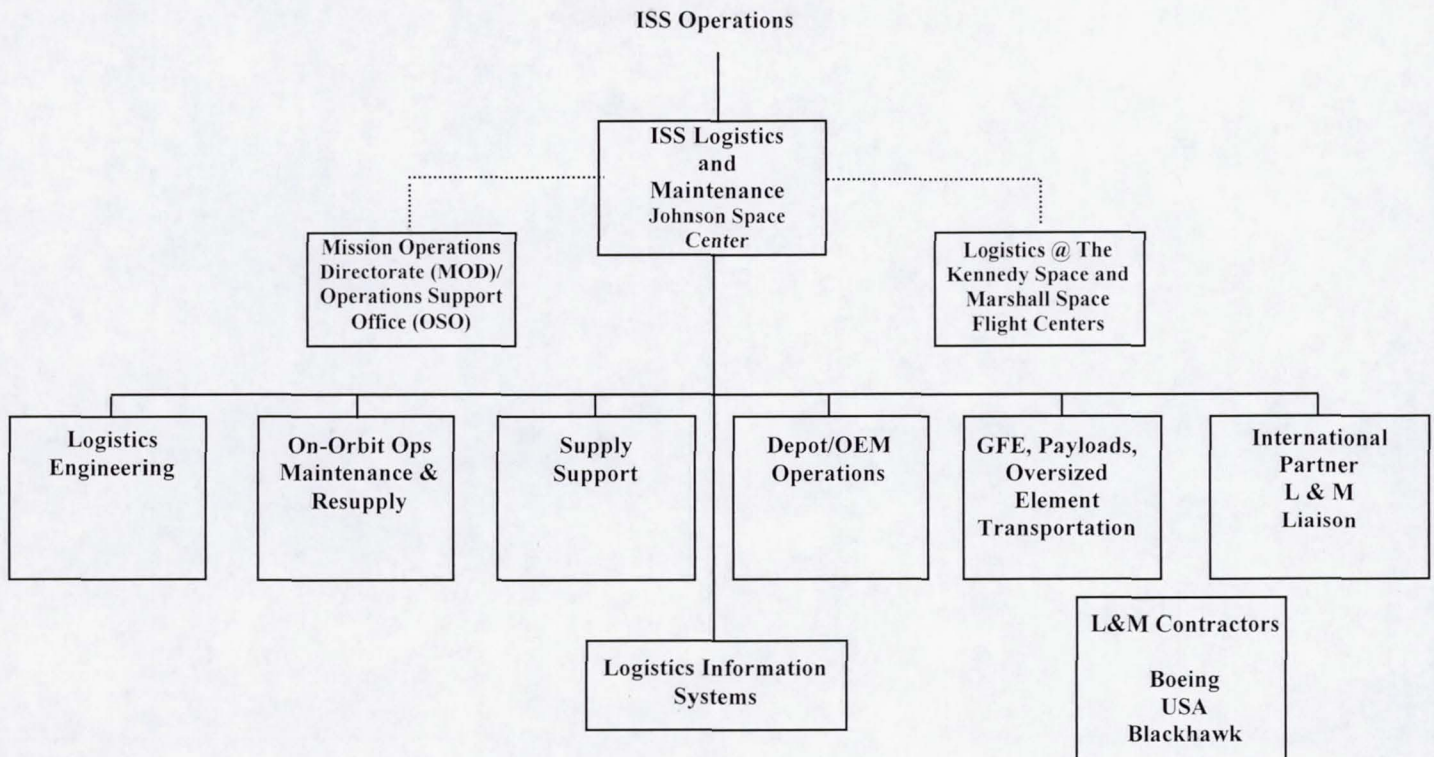 ISS Operations
ISS Logistics
and
Maintenance
Johnson Space
Center
Mission Operations
Directorate (MOD)/
Operations Support
Office (OSO)
Logistics @ The
Kennedy Space and
Marshall Space
Flight Centers
Logistics
Engineering
On-Orbit Ops
Maintenance &
Resupply
Supply
Support
Depot/OEM
Operations
GFE, Payloads,
Oversized
Element
Transportation
International
Partner
L & M
Liaison
Logistics Information
Systems
L&M Contractors
Boeing
USA
Blackhawk